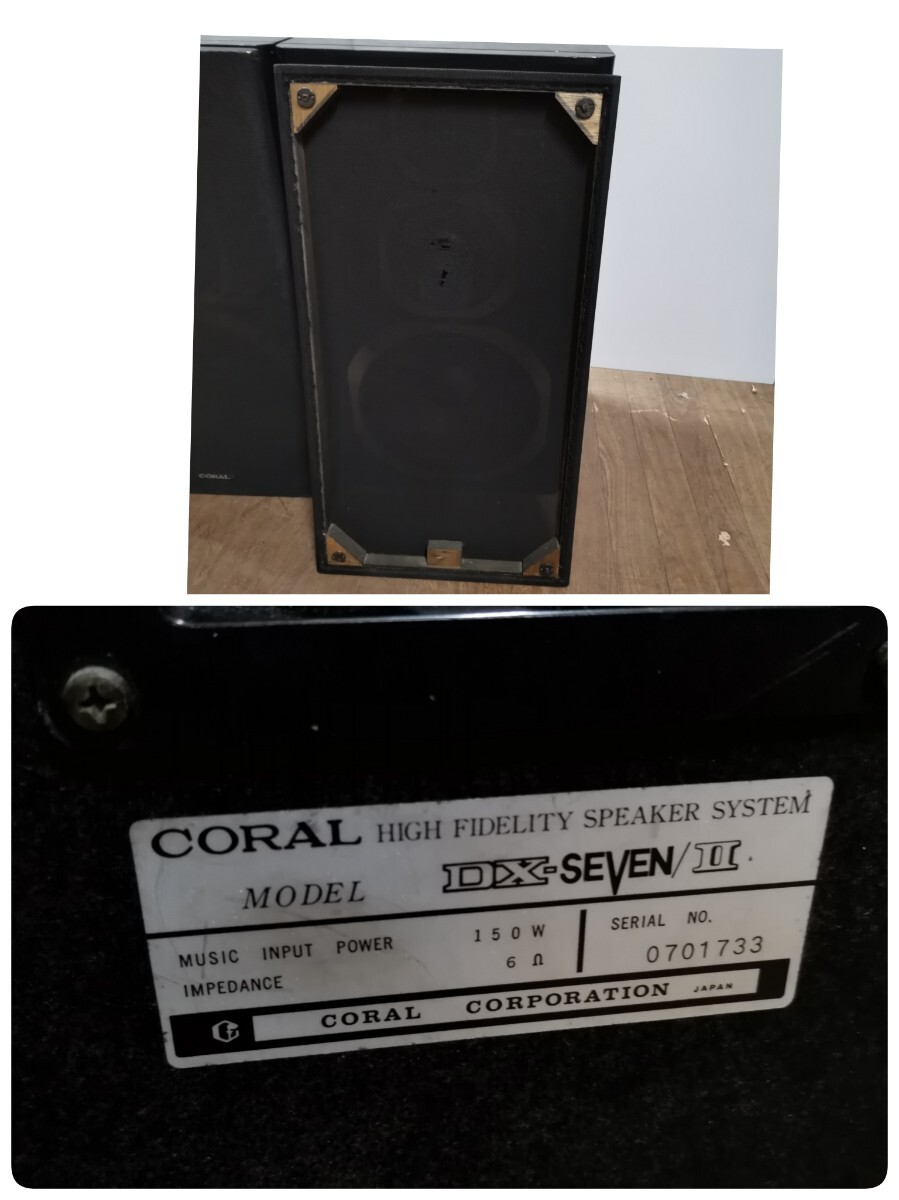 CORAL
CORAL HIGH FIDELITY SPEAKER SYSTEM
MODEL DX-SEVEN/II
MUSIC INPUT POWER 150W
IMPEDANCE 6 Ω
SERIAL NO.
0701733
CORAL CORPORATION JAPAN